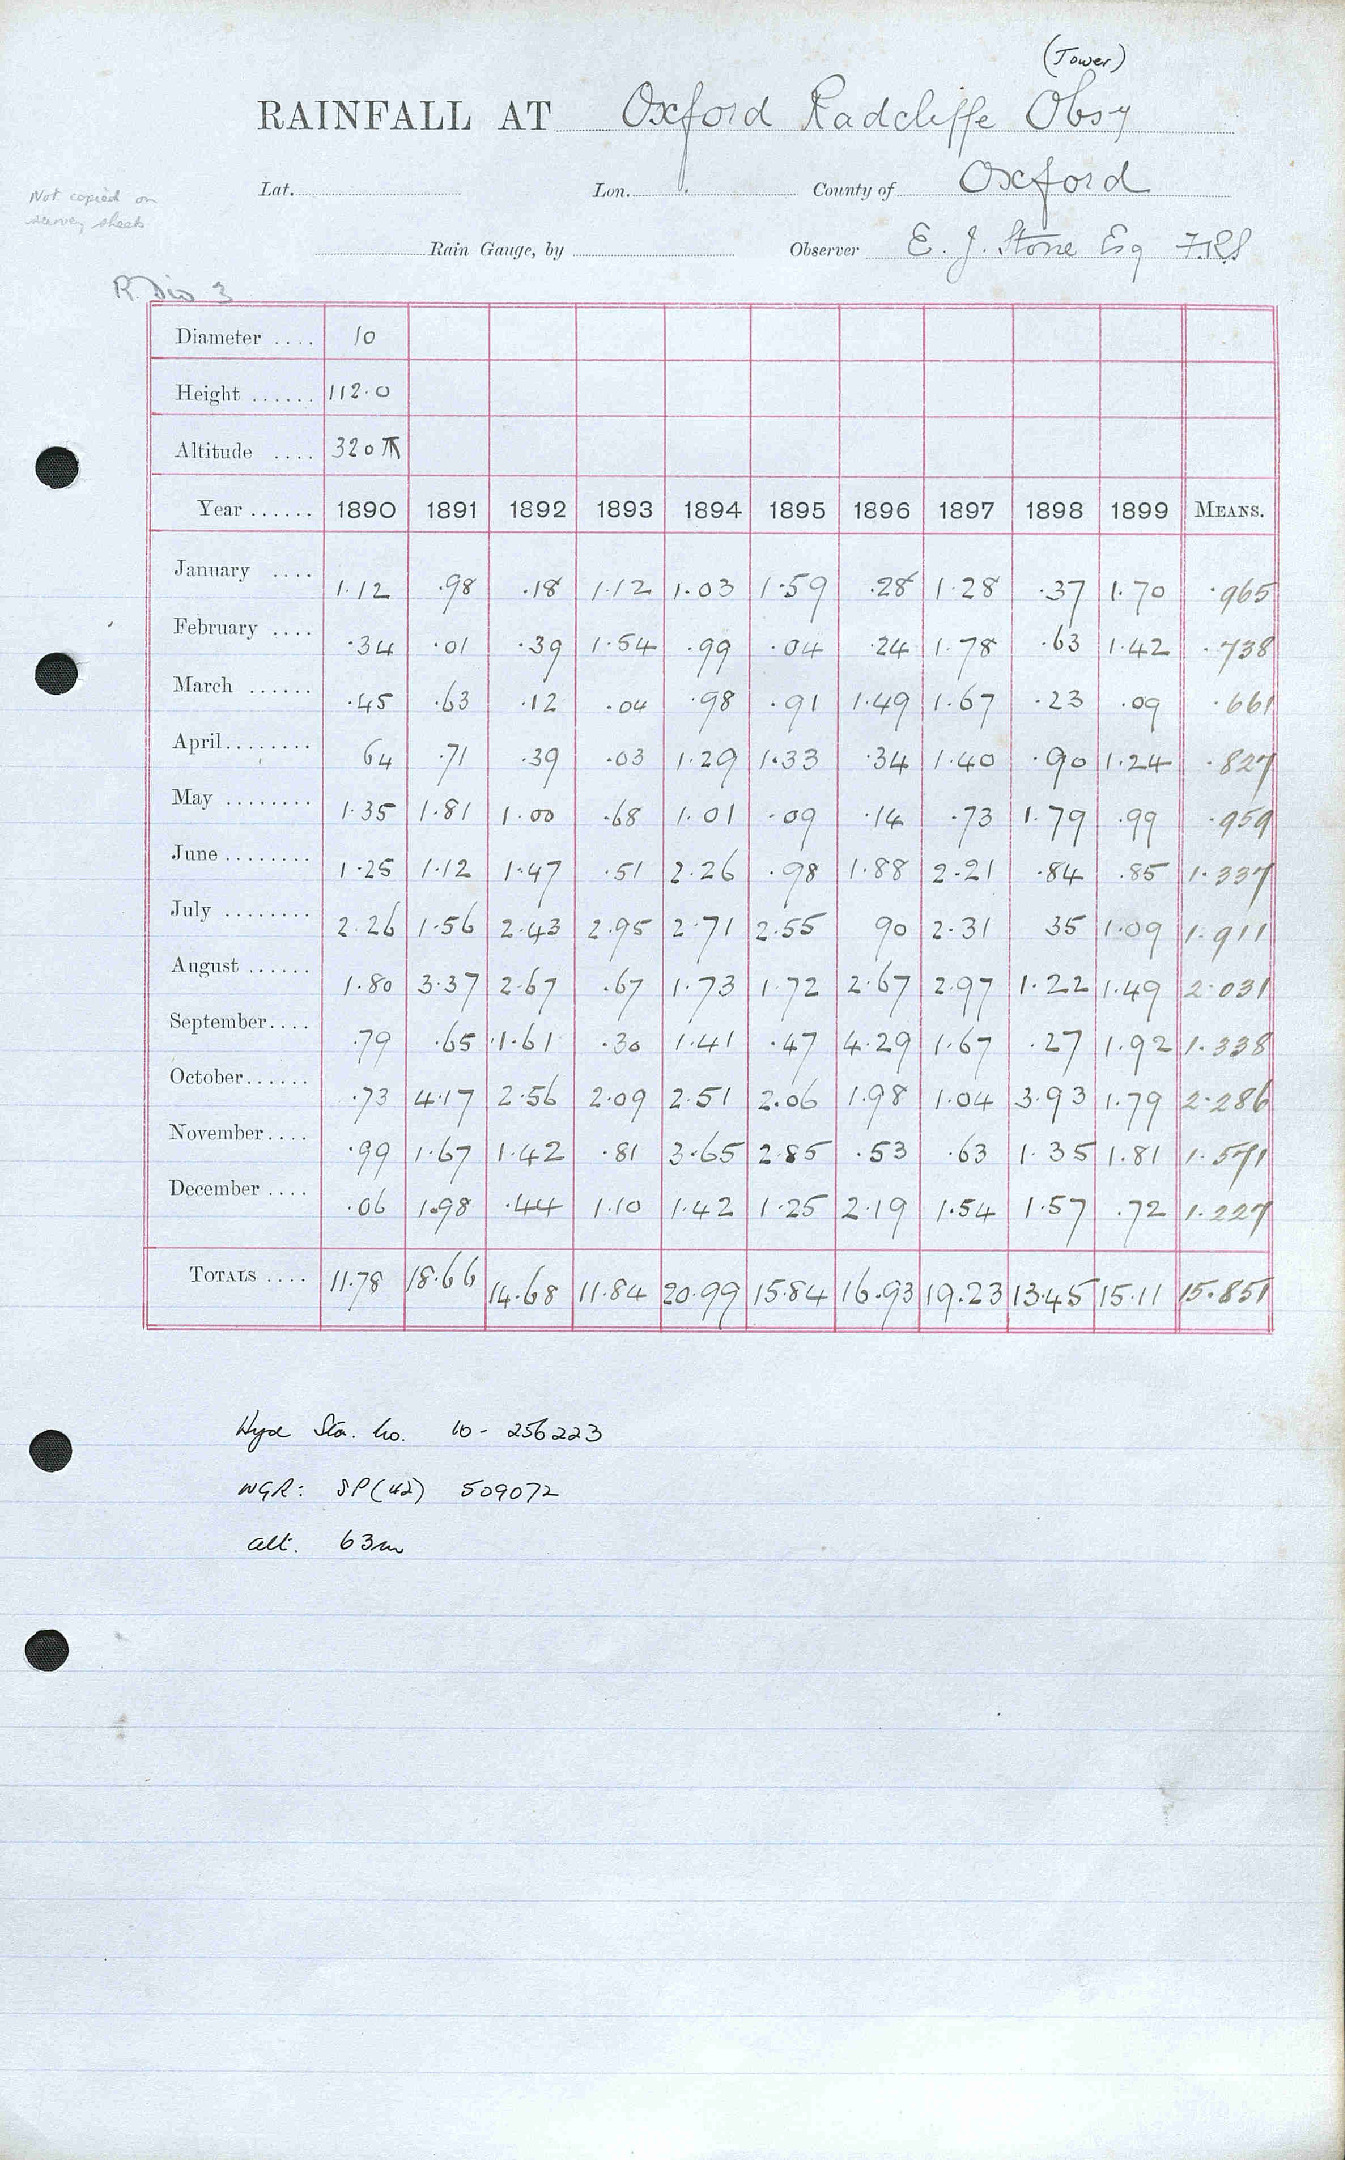 (Tower)
RAINFALL AT Oxford Radcliffe Obsy
Lat. Lon. County of Oxford
Not copied on
survey sheets
Rain Gauge, by Observer E. J. Stone Esq FRS
R. Div 3
Diameter .... 10
Height ...... 112.0
Altitude .... 320
Year ...... 1890 1891 1892 1893 1894 1895 1896 1897 1898 1899 MEANS.
January .... 1.12 .98 .18 1.12 1.03 1.59 .28 1.28 .37 1.70 .965
February .... .34 .01 .39 1.54 .99 .04 .24 1.78 .63 1.42 .738
March ...... .45 .63 .12 .04 .98 .91 1.49 1.67 .23 .09 .661
April........ 64 .71 .39 .03 1.29 1.33 .34 1.40 .90 1.24 .827
May ........ 1.35 1.81 1.00 .68 1.01 .09 .14 .73 1.79 .99 .959
June ........ 1.25 1.12 1.47 .51 2.26 .98 1.88 2.21 .84 .85 1.337
July ........ 2.26 1.56 2.43 2.95 2.71 2.55 90 2.31 35 1.09 1.911
August ...... 1.80 3.37 2.67 .67 1.73 1.72 2.67 2.97 1.22 1.49 2.031
September.... .79 .65 1.61 .30 1.41 .47 4.29 1.67 .27 1.92 1.338
October...... .73 4.17 2.56 2.09 2.51 2.06 1.98 1.04 3.93 1.79 2.286
November.... .99 1.67 1.42 .81 3.65 2.85 .53 .63 1.35 1.81 1.571
December .... .06 1.98 .44 1.10 1.42 1.25 2.19 1.54 1.57 .72 1.227
TOTALS .... 11.78 18.66 14.68 11.84 20.99 15.84 16.93 19.23 13.45 15.11 15.851
Sta. no. 10 - 256223
NGR: SP(42) 509072
alt. 63m